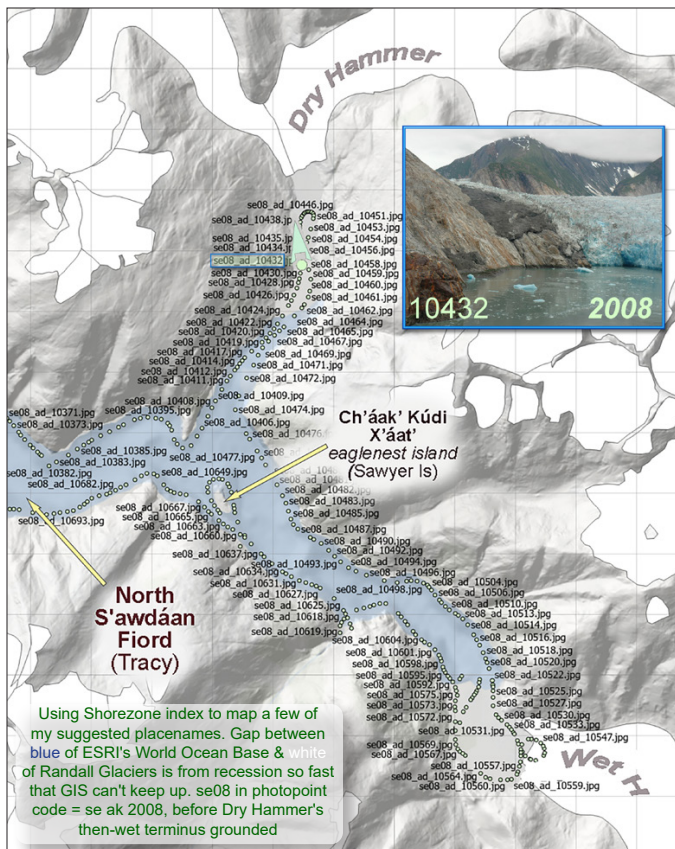 Dry Hammer
se08_ad_10446.jpg
se08_ad_10438.jp
se08_ad_10451.jpg
se08_ad_10453.jpg
se08_ad_10435.jp
se08_ad_10454.jpg
se08_ad_10434.jp
se08_ad_10456.jpg
se08_ad_10432
se08_ad_10458.jpg
se08_ad_10430.jpg
se08_ad_10459.jpg
se08_ad_10428.jpg
se08_ad_10460.jpg
se08_ad_10426.jpg
se08_ad_10461.jpg
se08_ad_10424.jpg
se08_ad_10462.jpg
se08_ad_10422.jpg
se08_ad_10464.jpg
se08_ad_10420.jpg
se08_ad_10465.jpg
se08_ad_10419.jpg
se08_ad_10467.jpg
se08_ad_10417.jpg
se08_ad_10469.jpg
se08_ad_10414.jpg
se08_ad_10471.jpg
se08_ad_10412.jpg
se08_ad_10472.jpg
se08_ad_10411.jpg
10432
2008
se08_ad_10409.jpg
se08_ad_10408.jpg
se08_ad_10395.jpg
se08_ad_10474.jpg
se08_ad_10371.jpg
se08_ad_10373.jpg
se08_ad_10406.jpg
se08_ad_10476.jp
Ch'áak' Kúdi
X'áat'
eaglenest island
(Sawyer Is)
se08_ad_10385.jpg
se08_ad_10383.jpg
se08_ad_10477.jpg
se08_ad_10382.jpg
se08_ad_10649.jpg
se08_ad_10682.jpg
se08_ad_10482.jpg
se08_ad_10483.jpg
se08_ad_10485.jpg
se08_ad_10693.jpg
se08_ad_10667.jpg
se08_ad_10665.jpg
se08_ad_10663.jpg
se08_ad_10660.jpg
se08_ad_10487.jpg
se08_ad_10490.jpg
se08_ad_10492.jpg
se08_ad_10637.jpg
se08_ad_10493.jpg
se08_ad_10494.jpg
se08_ad_10634.jpg
se08_ad_10496.jpg
se08_ad_10631.jpg
se08_ad_10498.jpg
se08_ad_10504.jpg
se08_ad_10627.jpg
se08_ad_10506.jpg
se08_ad_10625.jpg
se08_ad_10510.jpg
se08_ad_10618.jpg
se08_ad_10513.jpg
se08_ad_10619.jpg
se08_ad_10514.jpg
se08_ad_10604.jpg
se08_ad_10516.jpg
se08_ad_10601.jpg
se08_ad_10518.jpg
se08_ad_10598.jpg
se08_ad_10520.jpg
se08_ad_10595.jpg
se08_ad_10522.jpg
se08_ad_10592.jpg
se08_ad_10525.jpg
se08_ad_10575.jpg
se08_ad_10527.jpg
se08_ad_10573.jpg
se08_ad_10530.jpg
se08_ad_10572.jpg
se08_ad_10533.jpg
se08_ad_10531.jpg
se08_ad_10547.jpg
se08_ad_10569.jpg
se08_ad_10567.jpg
se08_ad_10557.jpg
se08_ad_10564.jpg
se08_ad_10560.jpg
se08_ad_10559.jpg
Wet H
North
S'awdáan
Fiord
(Tracy)
Using Shorezone index to map a few of
my suggested placenames. Gap between
blue of ESRI's World Ocean Base & white
of Randall Glaciers is from recession so fast
that GIS can't keep up. se08 in photopoint
code = se ak 2008, before Dry Hammer's
then-wet terminus grounded